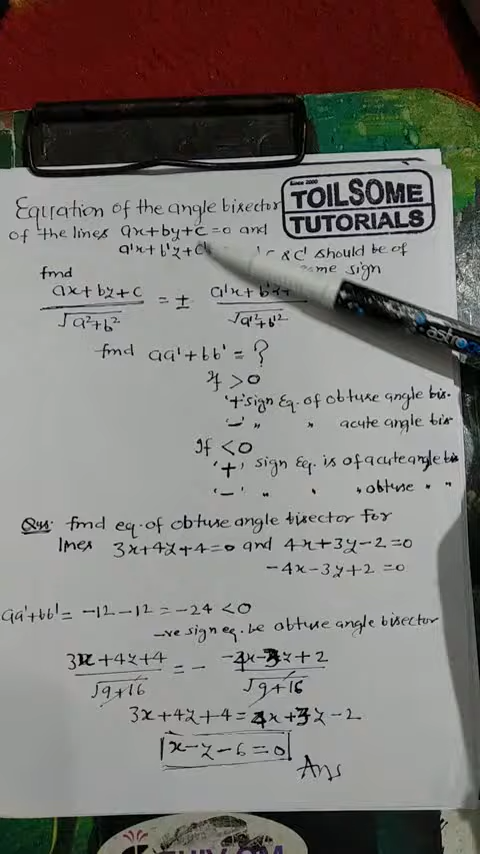 Since 2000
TOILSOME
TUTORIALS
Equation of the angle bisector
of the lines ax+by+c=0 and
a'x+b'y+c' c & c' should be of
same sign
find
ax+by+c / √a²+b² = ± a'x+b'y+ / √a'²+b'²
find aa'+bb' = ?
If >0
'+' sign Eq. of obtuse angle bis.
'-' " " acute angle bis
If <0
'+' sign Eq. is of acute angle bis
'-' " " " obtuse " "
Ques find eq. of obtuse angle bisector for
lines 3x+4y+4=0 and 4x+3y-2=0
-4x-3y+2=0
aa'+bb' = -12-12 = -24 <0
-ve sign eq. be obtuse angle bisector
3x+4y+4 / √9+16 = - -4x-3y+2 / √9+16
3x+4y+4 = 4x+3y-2
x-y-6=0
Ans